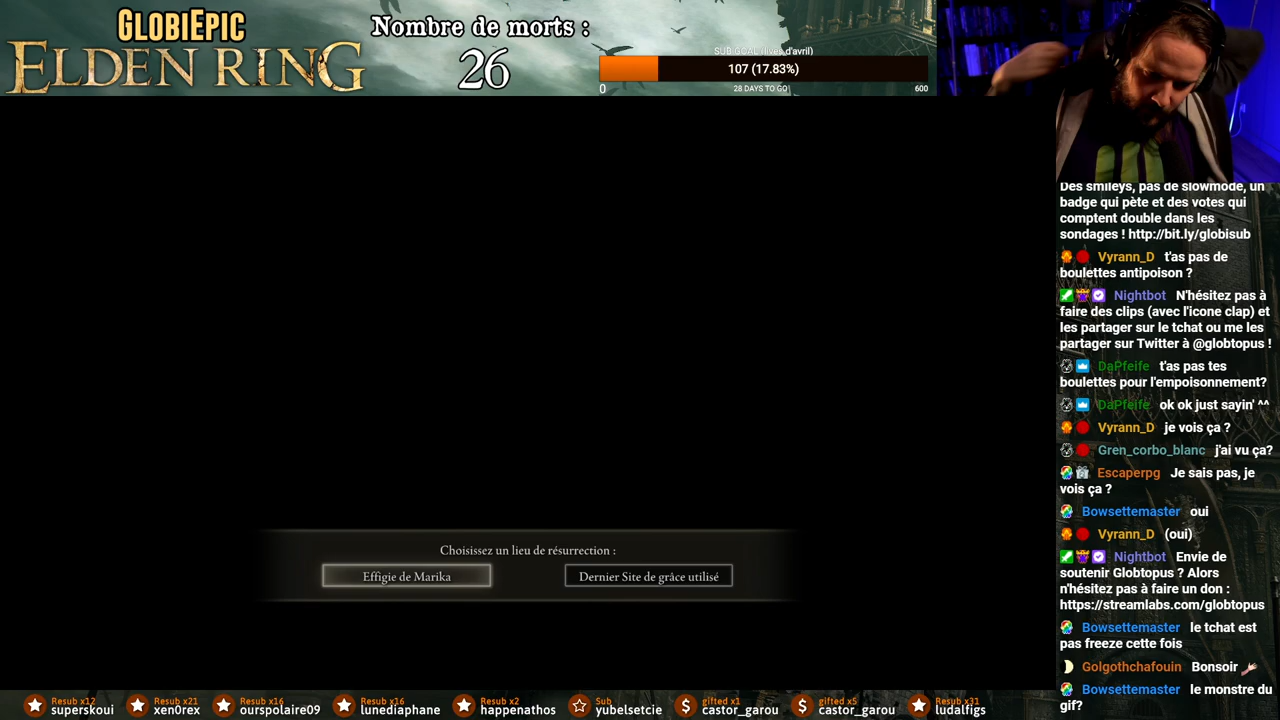 GLOBIEPIC
ELDEN RING
Nombre de morts :
26
SUB GOAL (lives d'avril)
107 (17.83%)
0
28 DAYS TO GO
600
Des smileys, pas de slowmode, un
badge qui pète et des votes qui
comptent double dans les
sondages ! http://bit.ly/globisub
Vyrann_D t'as pas de
boulettes antipoison ?
Nightbot N'hésitez pas à
faire des clips (avec l'icone clap) et
les partager sur le tchat ou me les
partager sur Twitter à @globtopus !
DaPfeife t'as pas tes
boulettes pour l'empoisonnement?
DaPfeife ok ok just sayin' ^^
Vyrann_D je vois ça ?
Gren_corbo_blanc j'ai vu ça?
Escaperpg Je sais pas, je
vois ça ?
Bowsettemaster oui
Vyrann_D (oui)
Nightbot Envie de
soutenir Globtopus ? Alors
n'hésitez pas à faire un don :
https://streamlabs.com/globtopus
Bowsettemaster le tchat est
pas freeze cette fois
Golgothchafouin Bonsoir
Bowsettemaster le monstre du
gif?
Choisissez un lieu de résurrection :
Effigie de Marika
Dernier Site de grâce utilisé
Resub x12
superskoui
Resub x21
xen0rex
Resub x16
ourspolaire09
Resub x16
lunediaphane
Resub x2
happenathos
Sub
yubelsetcie
gifted x1
castor_garou
gifted x5
castor_garou
Resub x31
ludalfigs